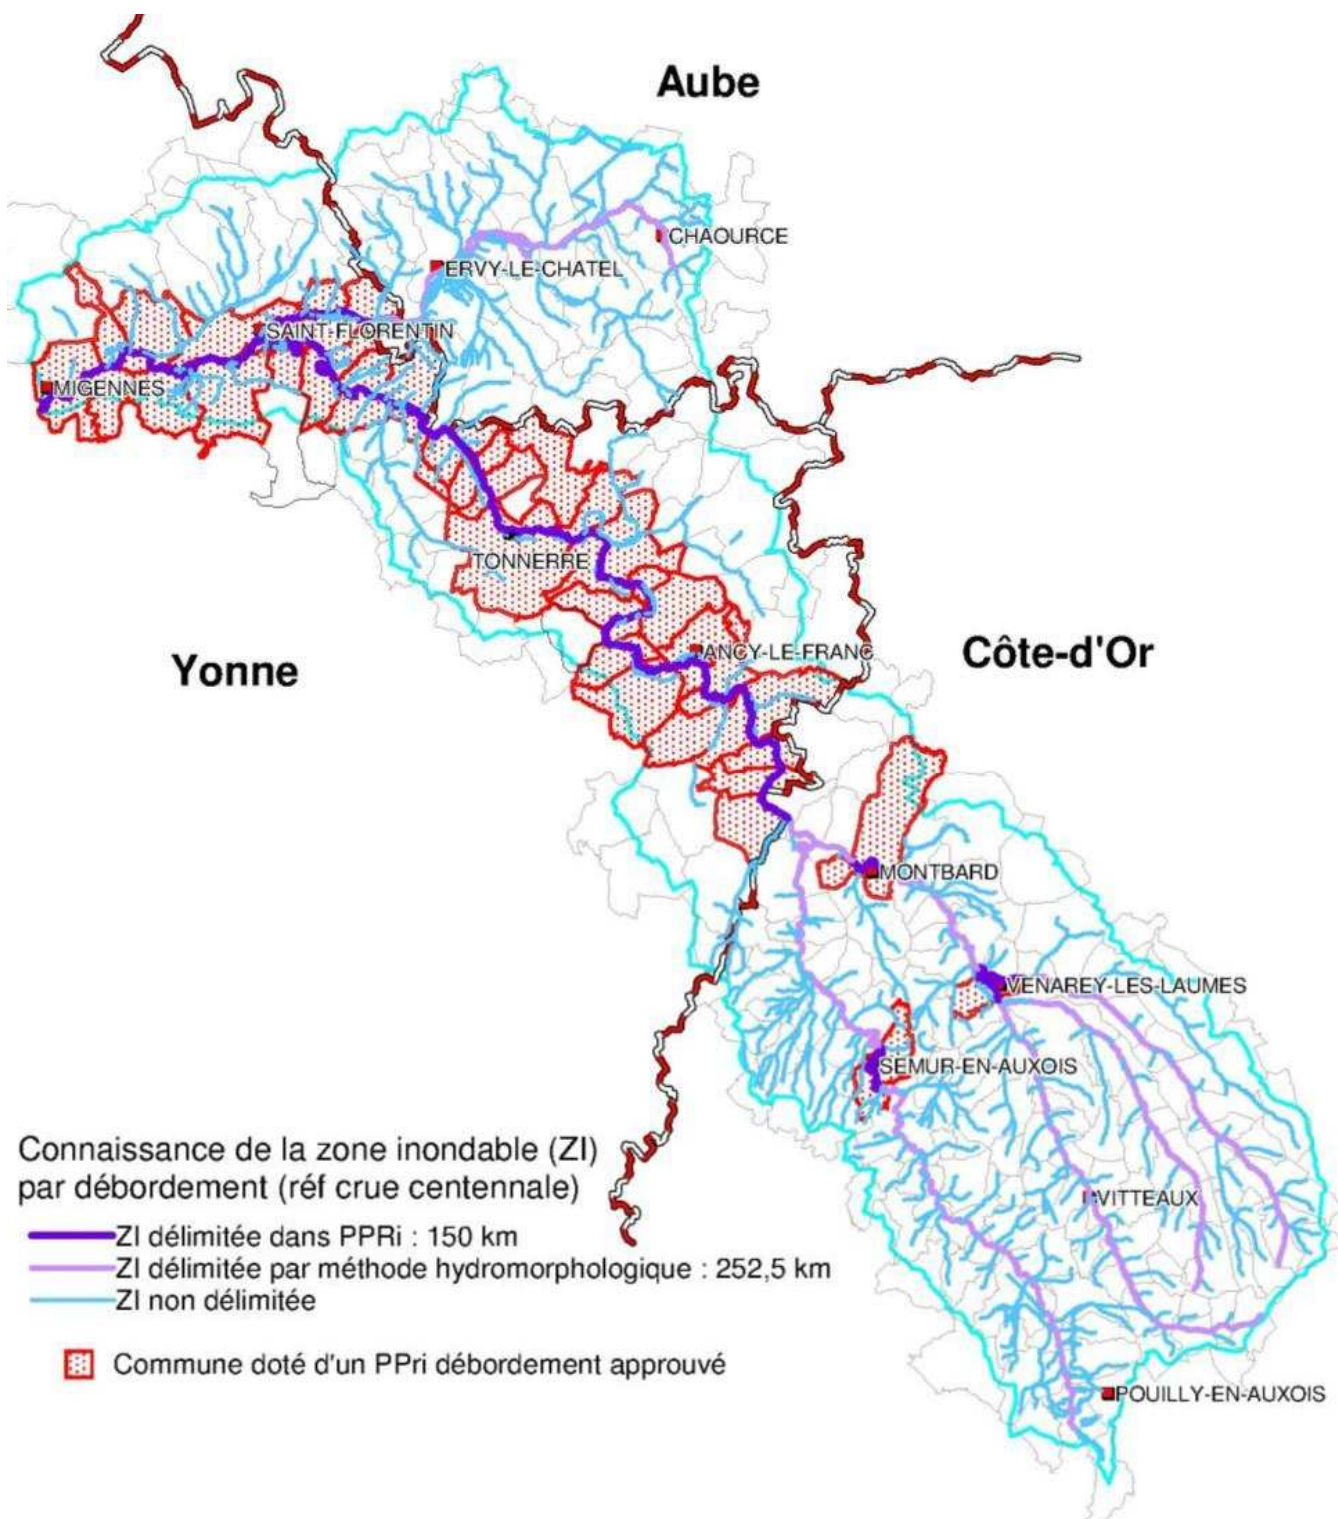 Aube
CHAOURCE
ERVY-LE-CHATEL
SAINT-FLORENTIN
MIGENNES
TONNERRE
Yonne
ANCY-LE-FRANC
Côte-d'Or
MONTBARD
VENAREY-LES-LAUMES
SEMUR-EN-AUXOIS
VITTEAUX
POUILLY-EN-AUXOIS
Connaissance de la zone inondable (ZI)
par débordement (réf crue centennale)
ZI délimitée dans PPRi : 150 km
ZI délimitée par méthode hydromorphologique : 252,5 km
ZI non délimitée
Commune doté d'un PPri débordement approuvé